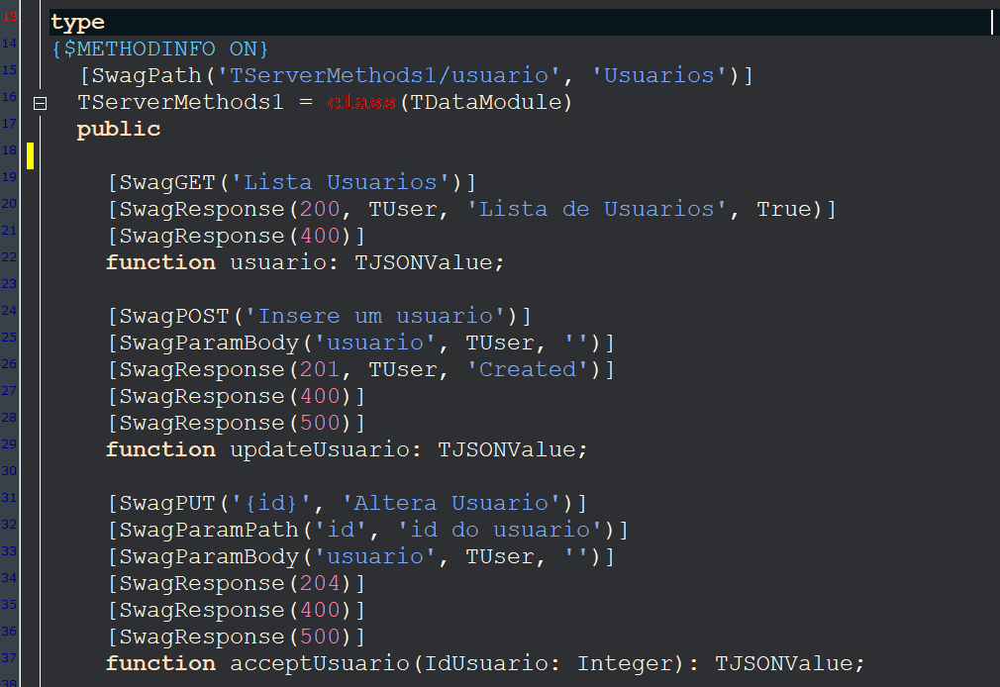 13 type
14 {$METHODINFO ON}
15 [SwagPath('TServerMethods1/usuario', 'Usuarios')]
16 TServerMethods1 = class(TDataModule)
17 public
18
19 [SwagGET('Lista Usuarios')]
20 [SwagResponse(200, TUser, 'Lista de Usuarios', True)]
21 [SwagResponse(400)]
22 function usuario: TJSONValue;
23
24 [SwagPOST('Insere um usuario')]
25 [SwagParamBody('usuario', TUser, '')]
26 [SwagResponse(201, TUser, 'Created')]
27 [SwagResponse(400)]
28 [SwagResponse(500)]
29 function updateUsuario: TJSONValue;
30
31 [SwagPUT('{id}', 'Altera Usuario')]
32 [SwagParamPath('id', 'id do usuario')]
33 [SwagParamBody('usuario', TUser, '')]
34 [SwagResponse(204)]
35 [SwagResponse(400)]
36 [SwagResponse(500)]
37 function acceptUsuario(IdUsuario: Integer): TJSONValue;
38